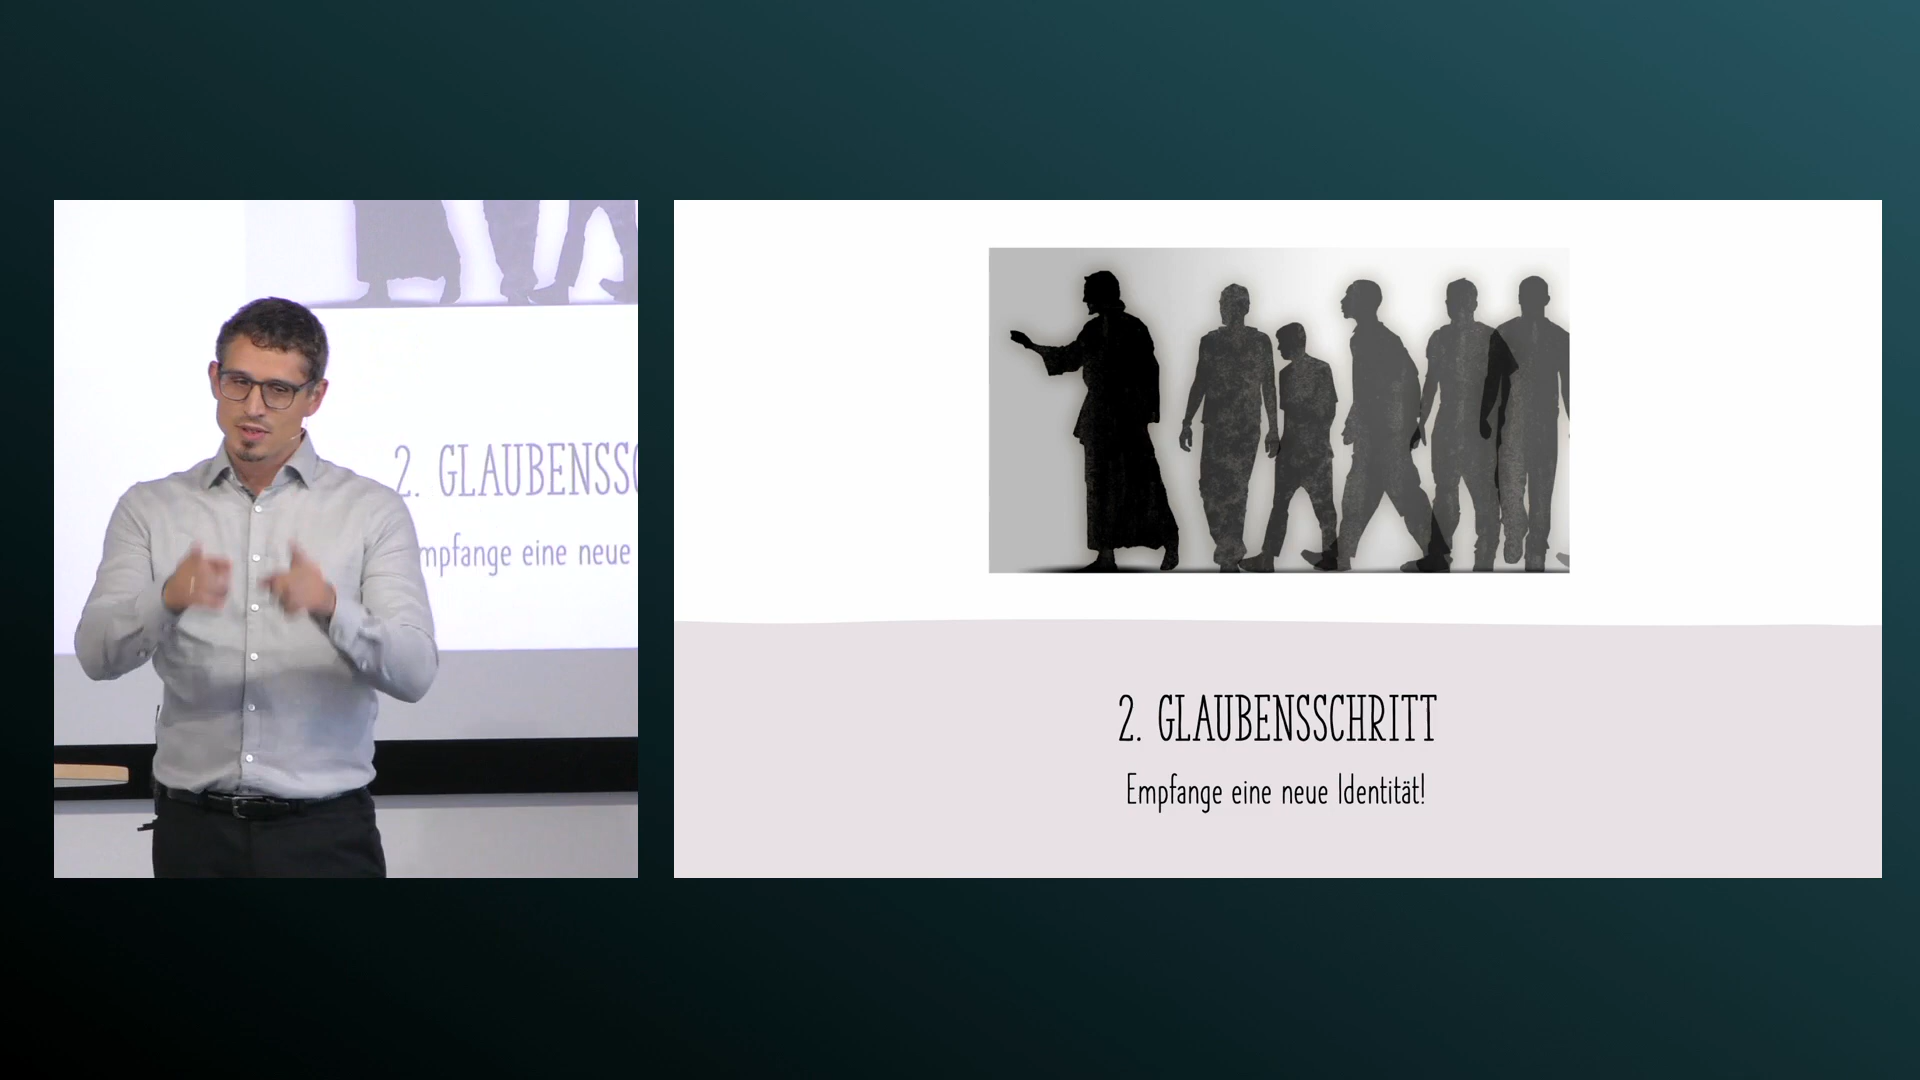 2. GLAUBENSSC
mpfange eine neue
2. GLAUBENSSCHRITT
Empfange eine neue Identität!